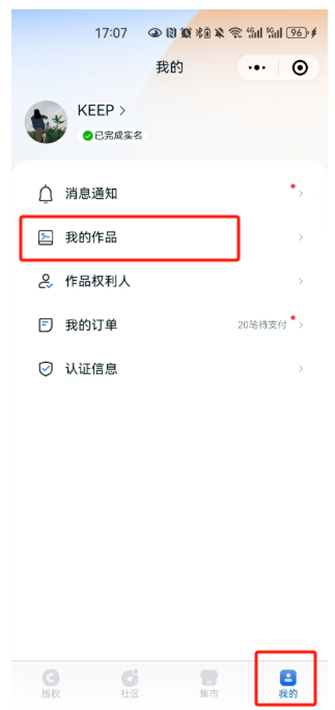 17:07
96
我的
KEEP
已完成实名
消息通知
我的作品
作品权利人
我的订单
20笔待支付
认证信息
版权
社区
集市
我的